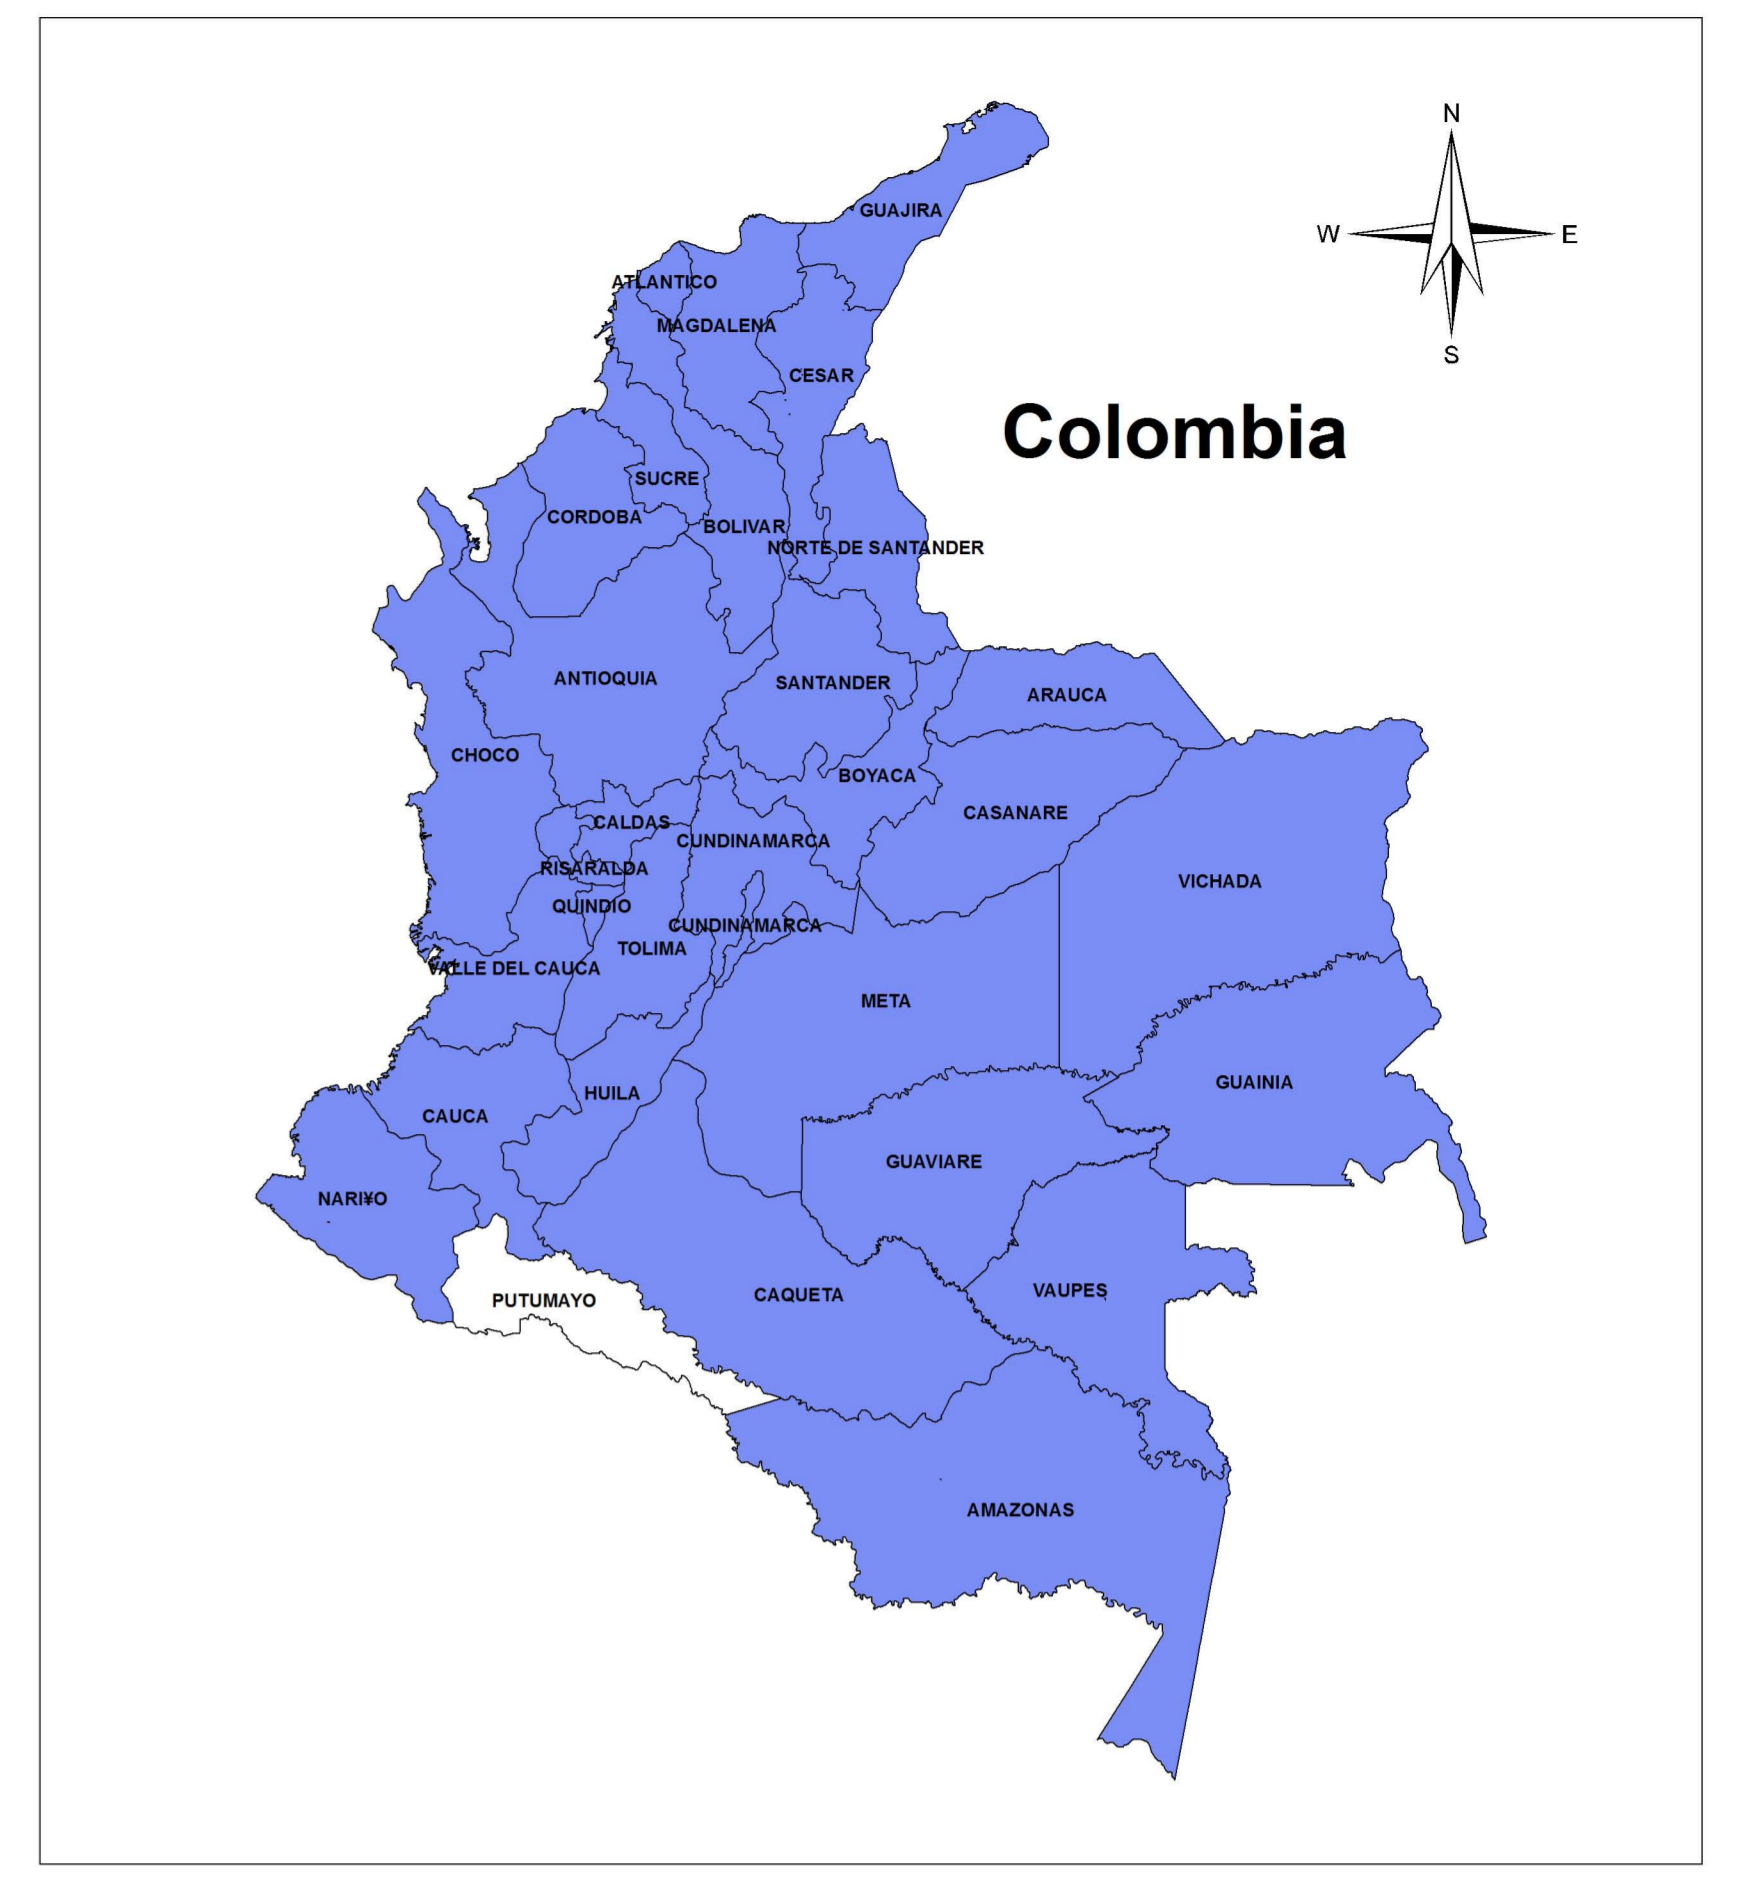 N
GUAJIRA
W
E
ATLANTICO
MAGDALENA
S
CESAR
Colombia
SUCRE
CORDOBA
BOLIVAR
NORTE DE SANTANDER
ANTIOQUIA
SANTANDER
ARAUCA
CHOCO
BOYACA
CASANARE
CALDAS
CUNDINAMARCA
RISARALDA
VICHADA
QUINDIO
CUNDINAMARCA
TOLIMA
VALLE DEL CAUCA
META
HUILA
GUAINIA
CAUCA
GUAVIARE
NARI¥O
PUTUMAYO
CAQUETA
VAUPES
AMAZONAS